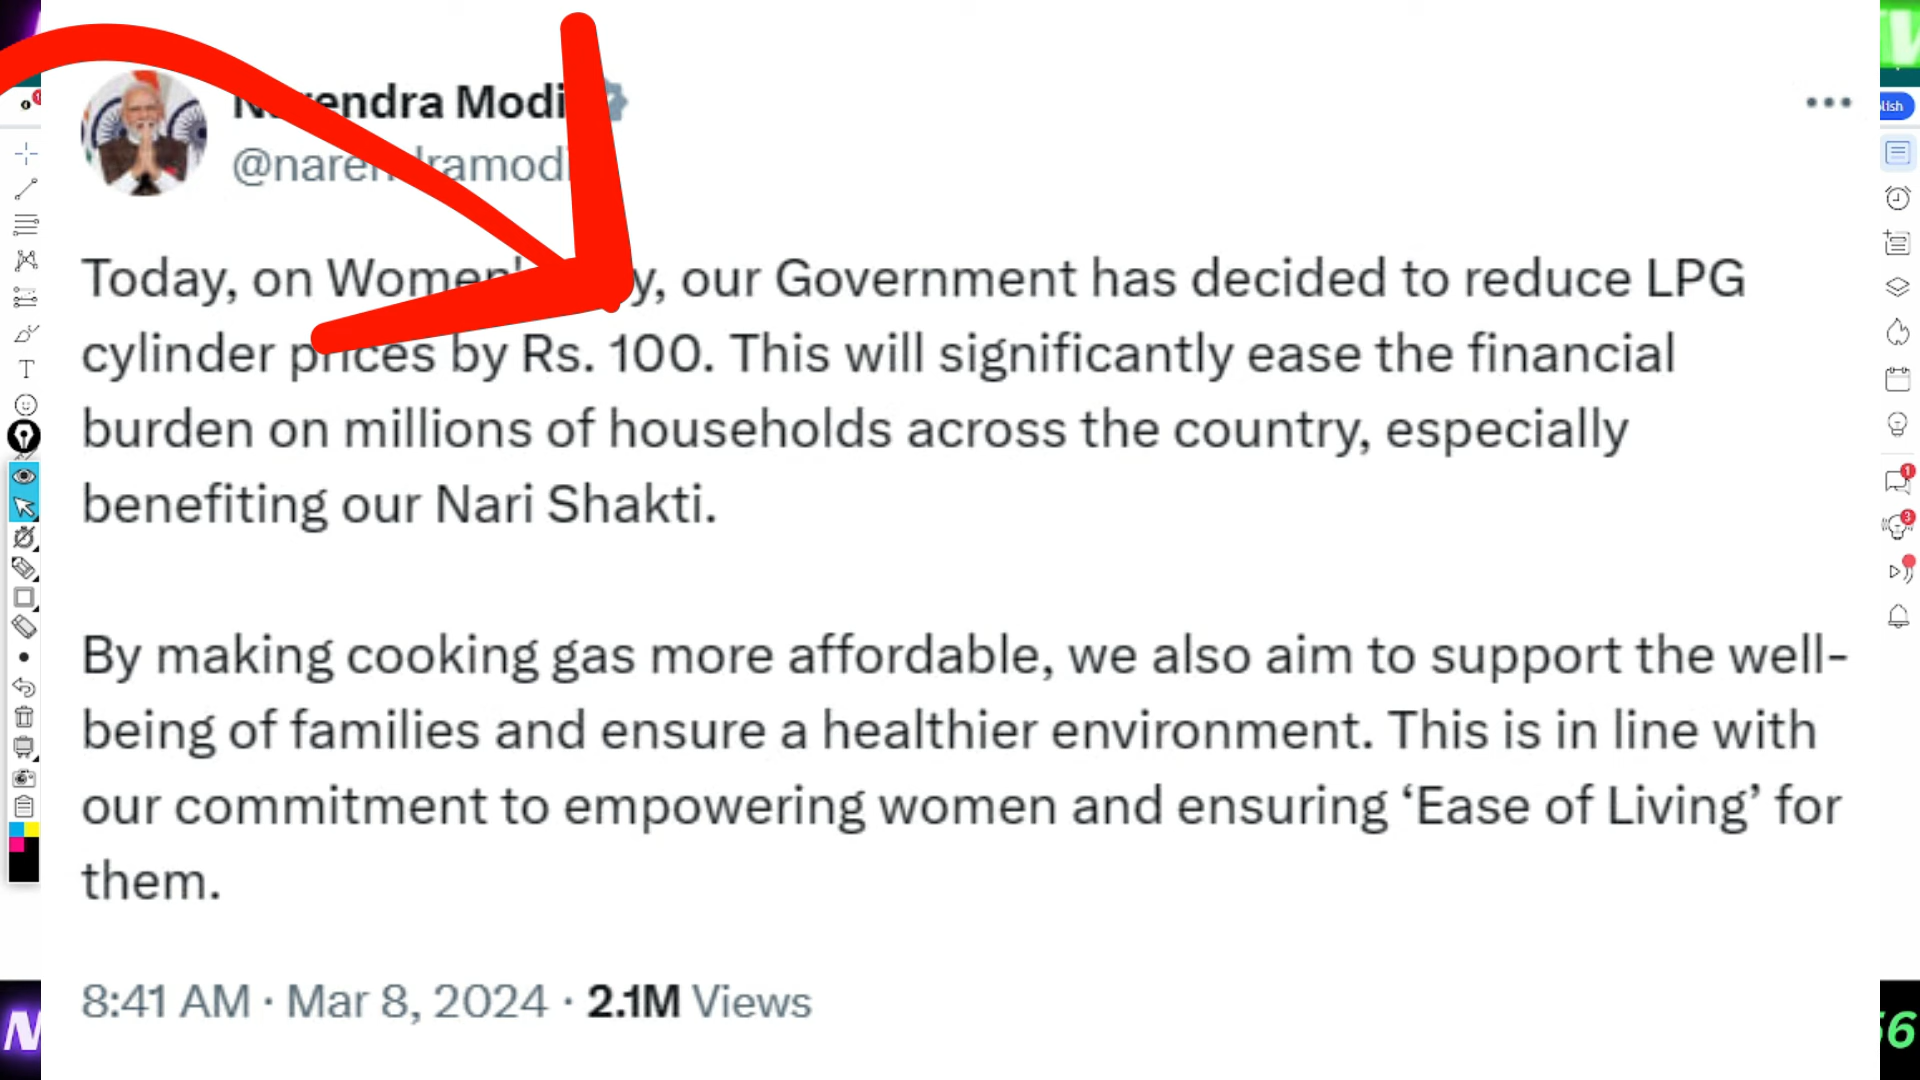 Narendra Modi
@narendramodi
Today, on Women's Day, our Government has decided to reduce LPG
cylinder prices by Rs. 100. This will significantly ease the financial
burden on millions of households across the country, especially
benefiting our Nari Shakti.
By making cooking gas more affordable, we also aim to support the well-
being of families and ensure a healthier environment. This is in line with
our commitment to empowering women and ensuring ‘Ease of Living’ for
them.
8:41 AM · Mar 8, 2024 · 2.1M Views